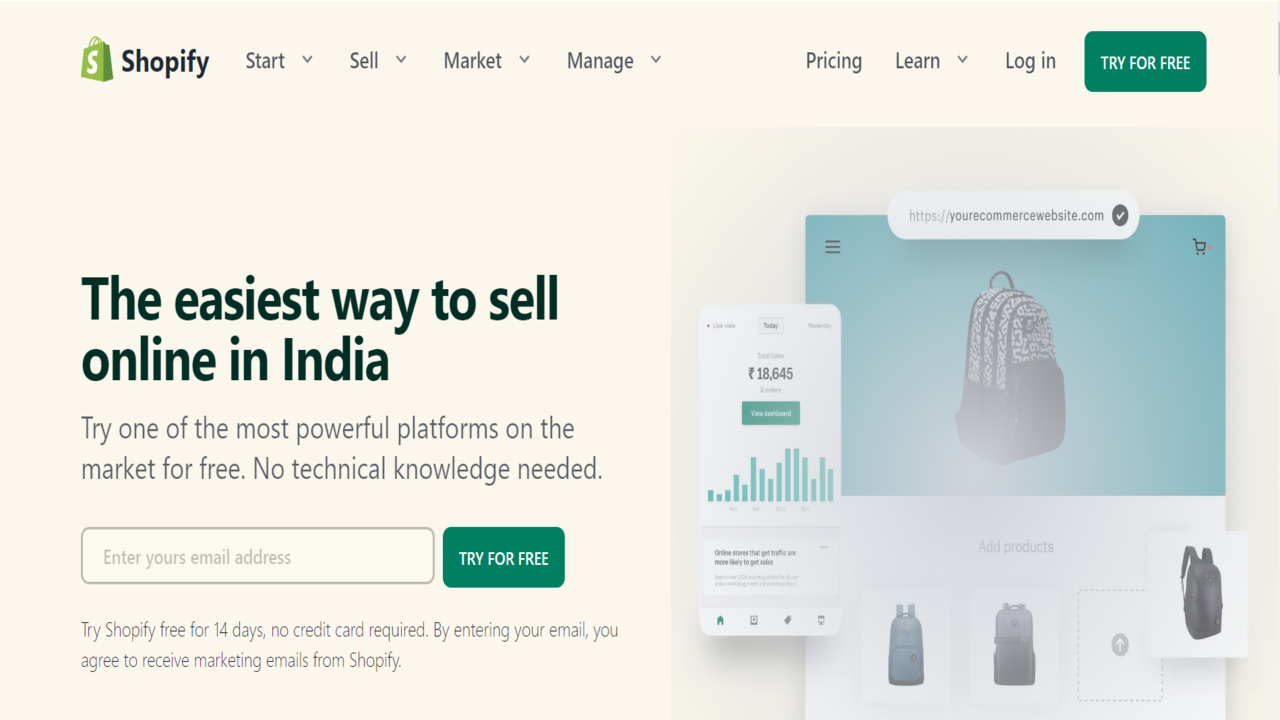 Shopify
Start
Sell
Market
Manage
Pricing
Learn
Log in
TRY FOR FREE
The easiest way to sell
online in India
Try one of the most powerful platforms on the
market for free. No technical knowledge needed.
Enter yours email address
TRY FOR FREE
Try Shopify free for 14 days, no credit card required. By entering your email, you
agree to receive marketing emails from Shopify.
https://yourecommercewebsite.com
Live view
Today
Yesterday
Total Sales
₹ 18,645
6 orders
View dashboard
Online stores that get traffic are
more likely to get sales
Add products